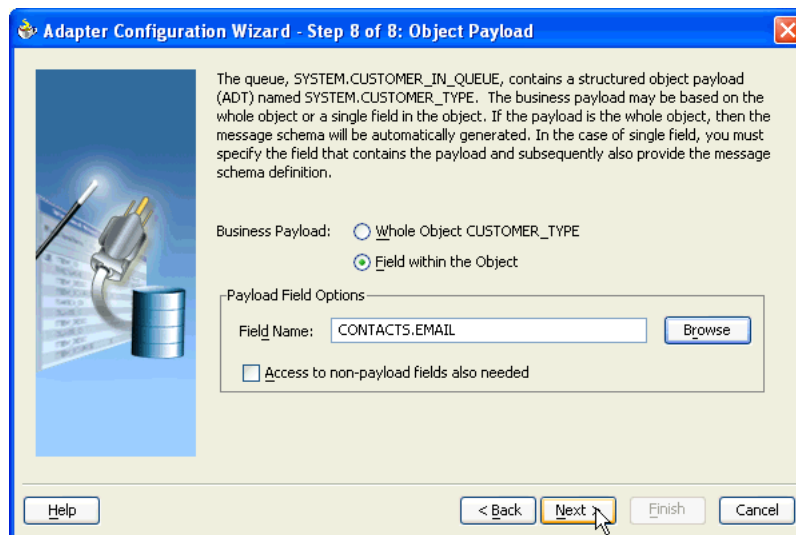 Adapter Configuration Wizard - Step 8 of 8: Object Payload
The queue, SYSTEM.CUSTOMER_IN_QUEUE, contains a structured object payload
(ADT) named SYSTEM.CUSTOMER_TYPE. The business payload may be based on the
whole object or a single field in the object. If the payload is the whole object, then the
message schema will be automatically generated. In the case of single field, you must
specify the field that contains the payload and subsequently also provide the message
schema definition.
Business Payload: Whole Object CUSTOMER_TYPE
Field within the Object
Payload Field Options
Field Name: CONTACTS.EMAIL Browse
Access to non-payload fields also needed
Help < Back Next > Finish Cancel